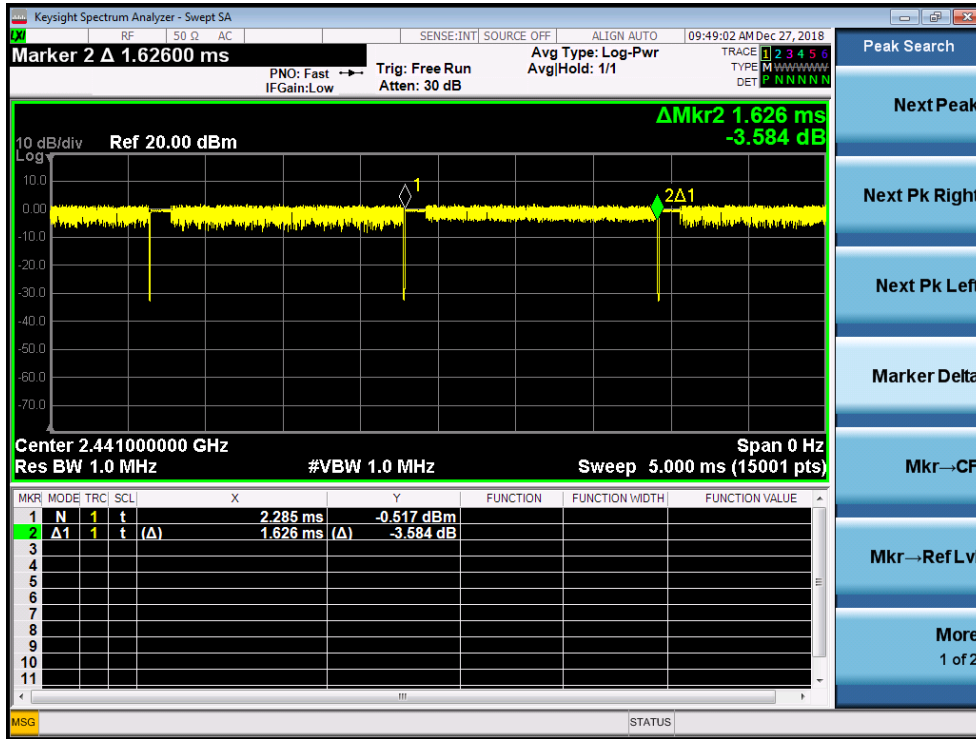 Keysight Spectrum Analyzer - Swept SA
LXI RF 50 Ω AC SENSE:INT SOURCE OFF ALIGN AUTO 09:49:02 AM Dec 27, 2018
Marker 2 Δ 1.62600 ms
PNO: Fast
IFGain:Low
Trig: Free Run
Atten: 30 dB
Avg Type: Log-Pwr
Avg|Hold: 1/1
TRACE 1 2 3 4 5 6
TYPE M WWWWW
DET P N N N N N
Peak Search
Next Peak
Next Pk Right
Next Pk Left
Marker Delta
Mkr→CF
Mkr→Ref Lvl
More
1 of 2
ΔMkr2 1.626 ms
-3.584 dB
10 dB/div Ref 20.00 dBm
Log
10.0
0.00
-10.0
-20.0
-30.0
-40.0
-50.0
-60.0
-70.0
1
2Δ1
Center 2.441000000 GHz Span 0 Hz
Res BW 1.0 MHz #VBW 1.0 MHz Sweep 5.000 ms (15001 pts)
MKR MODE TRC SCL X Y FUNCTION FUNCTION WIDTH FUNCTION VALUE
1 N 1 t 2.285 ms -0.517 dBm
2 Δ1 1 t (Δ) 1.626 ms (Δ) -3.584 dB
3
4
5
6
7
8
9
10
11
MSG STATUS